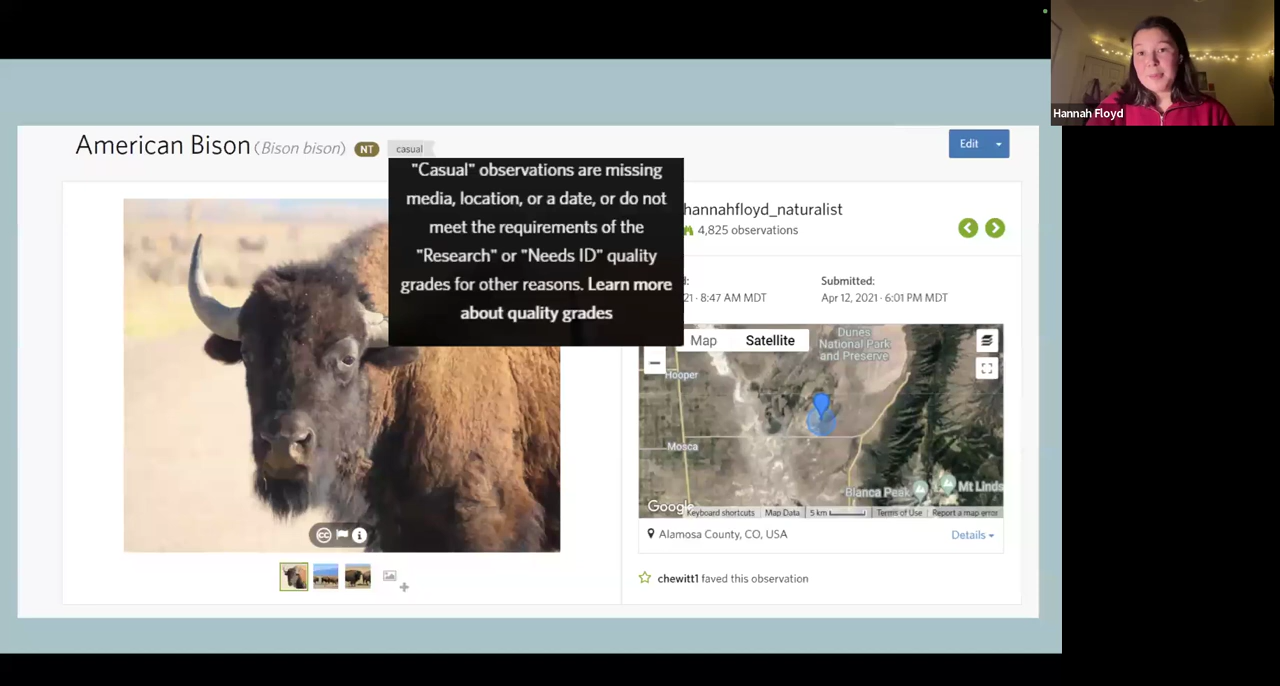 Hannah Floyd
American Bison (Bison bison) NT casual
Edit
"Casual" observations are missing
media, location, or a date, or do not
meet the requirements of the
"Research" or "Needs ID" quality
grades for other reasons. Learn more
about quality grades
hannahfloyd_naturalist
4,825 observations
Submitted:
21 · 8:47 AM MDT
Apr 12, 2021 · 6:01 PM MDT
Map Satellite
Dunes
National Park
and Preserve
Hooper
Mosca
Blanca Peak
Mt Linds
Google
Keyboard shortcuts Map Data 5 km Terms of Use Report a map error
Alamosa County, CO, USA
Details
chewitt1 faved this observation